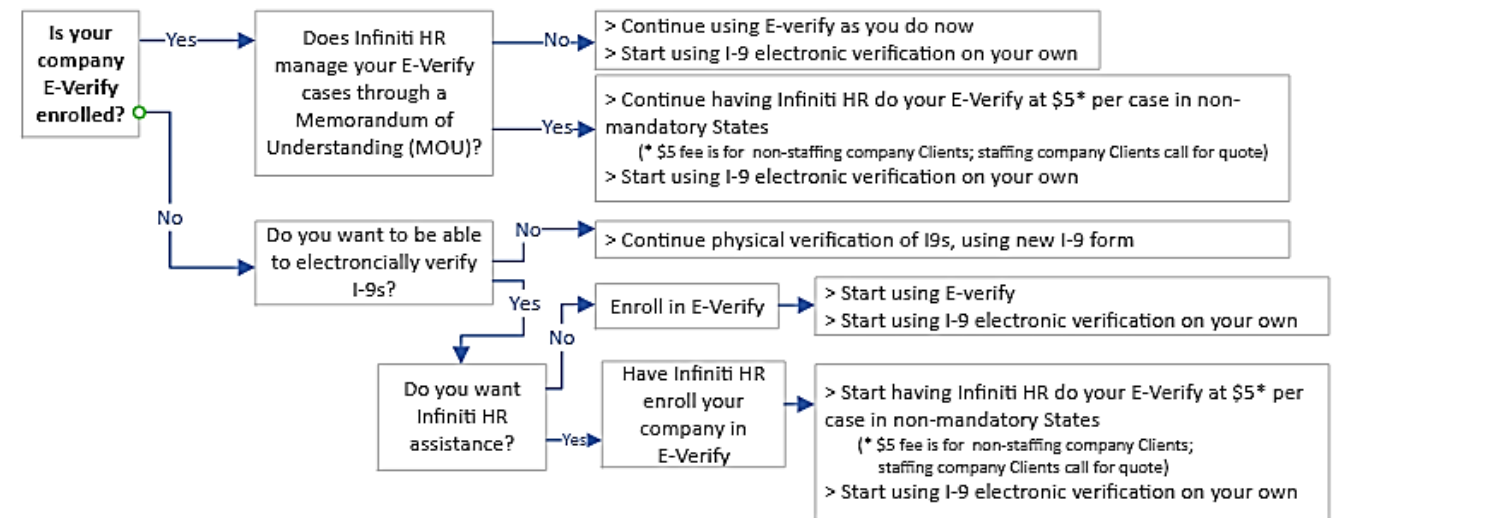 Is your
company
E-Verify
enrolled?
Yes
No
Does Infiniti HR
manage your E-Verify
cases through a
Memorandum of
Understanding (MOU)?
No
> Continue using E-verify as you do now
> Start using I-9 electronic verification on your own
Yes
> Continue having Infiniti HR do your E-Verify at $5* per case in non-
mandatory States
(* $5 fee is for non-staffing company Clients; staffing company Clients call for quote)
> Start using I-9 electronic verification on your own
Do you want to be able
to electroncially verify
I-9s?
No
> Continue physical verification of I9s, using new I-9 form
Yes
Do you want
Infiniti HR
assistance?
No
Enroll in E-Verify
> Start using E-verify
> Start using I-9 electronic verification on your own
Yes
Have Infiniti HR
enroll your
company in
E-Verify
> Start having Infiniti HR do your E-Verify at $5* per
case in non-mandatory States
(* $5 fee is for non-staffing company Clients;
staffing company Clients call for quote)
> Start using I-9 electronic verification on your own